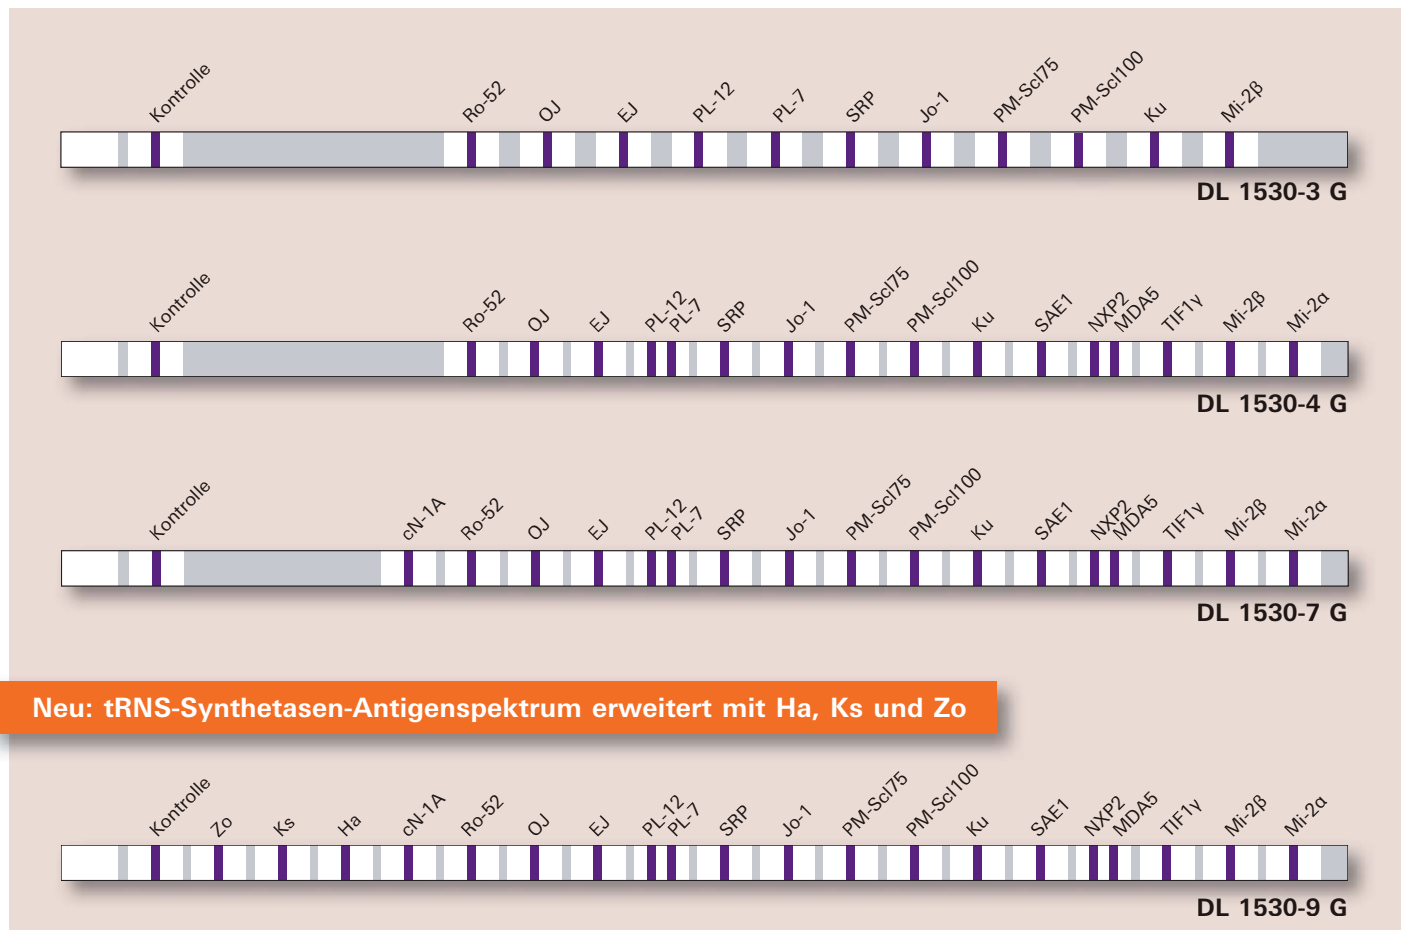 Kontrolle Ro-52 OJ EJ PL-12 PL-7 SRP Jo-1 PM-Scl75 PM-Scl100 Ku Mi-2β
DL 1530-3 G
Kontrolle Ro-52 OJ EJ PL-12 PL-7 SRP Jo-1 PM-Scl75 PM-Scl100 Ku SAE1 NXP2 MDA5 TIF1γ Mi-2β Mi-2α
DL 1530-4 G
Kontrolle cN-1A Ro-52 OJ EJ PL-12 PL-7 SRP Jo-1 PM-Scl75 PM-Scl100 Ku SAE1 NXP2 MDA5 TIF1γ Mi-2β Mi-2α
DL 1530-7 G
Neu: tRNS-Synthetasen-Antigenspektrum erweitert mit Ha, Ks und Zo
Kontrolle Zo Ks Ha cN-1A Ro-52 OJ EJ PL-12 PL-7 SRP Jo-1 PM-Scl75 PM-Scl100 Ku SAE1 NXP2 MDA5 TIF1γ Mi-2β Mi-2α
DL 1530-9 G